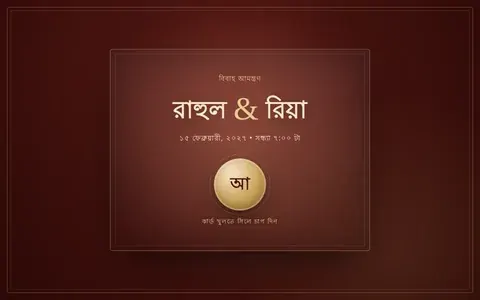 বিবাহ আমন্ত্রণ
রাহুল & রিয়া
১৫ ফেব্রুয়ারী, ২০২৭ • সন্ধ্যা ৭:০০ টা
আ
কার্ড খুলতে সিলে চাপ দিন